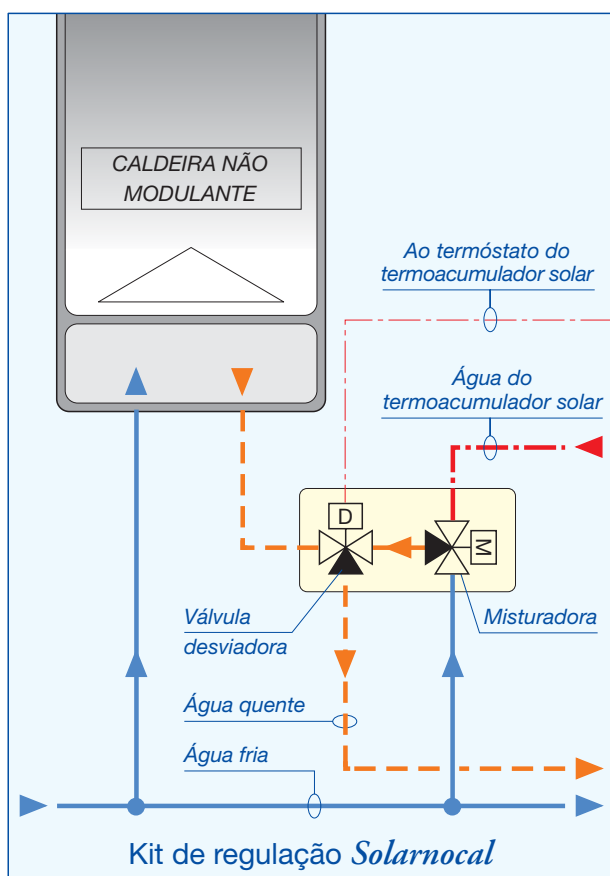 CALDEIRA NÃO
MODULANTE
Ao termóstato do
termoacumulador solar
Água do
termoacumulador solar
D
M
Válvula
desviadora
Misturadora
Água quente
Água fria
Kit de regulação Solarnocal